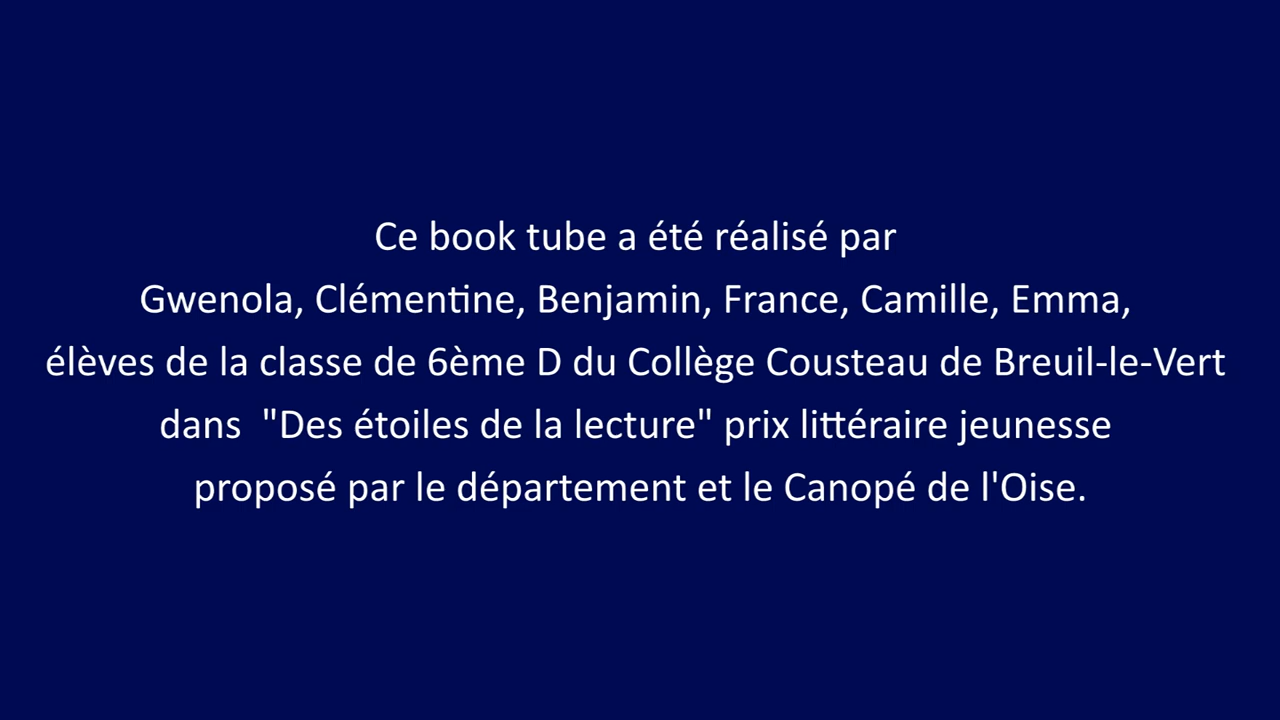 Ce book tube a été réalisé par
Gwenola, Clémentine, Benjamin, France, Camille, Emma,
élèves de la classe de 6ème D du Collège Cousteau de Breuil-le-Vert
dans  "Des étoiles de la lecture" prix littéraire jeunesse
proposé par le département et le Canopé de l'Oise.